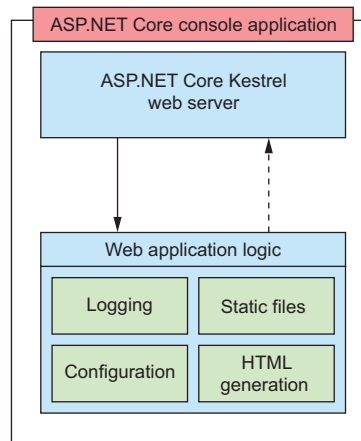 ASP.NET Core console application
ASP.NET Core Kestrel
web server
Web application logic
Logging
Static files
Configuration
HTML
generation